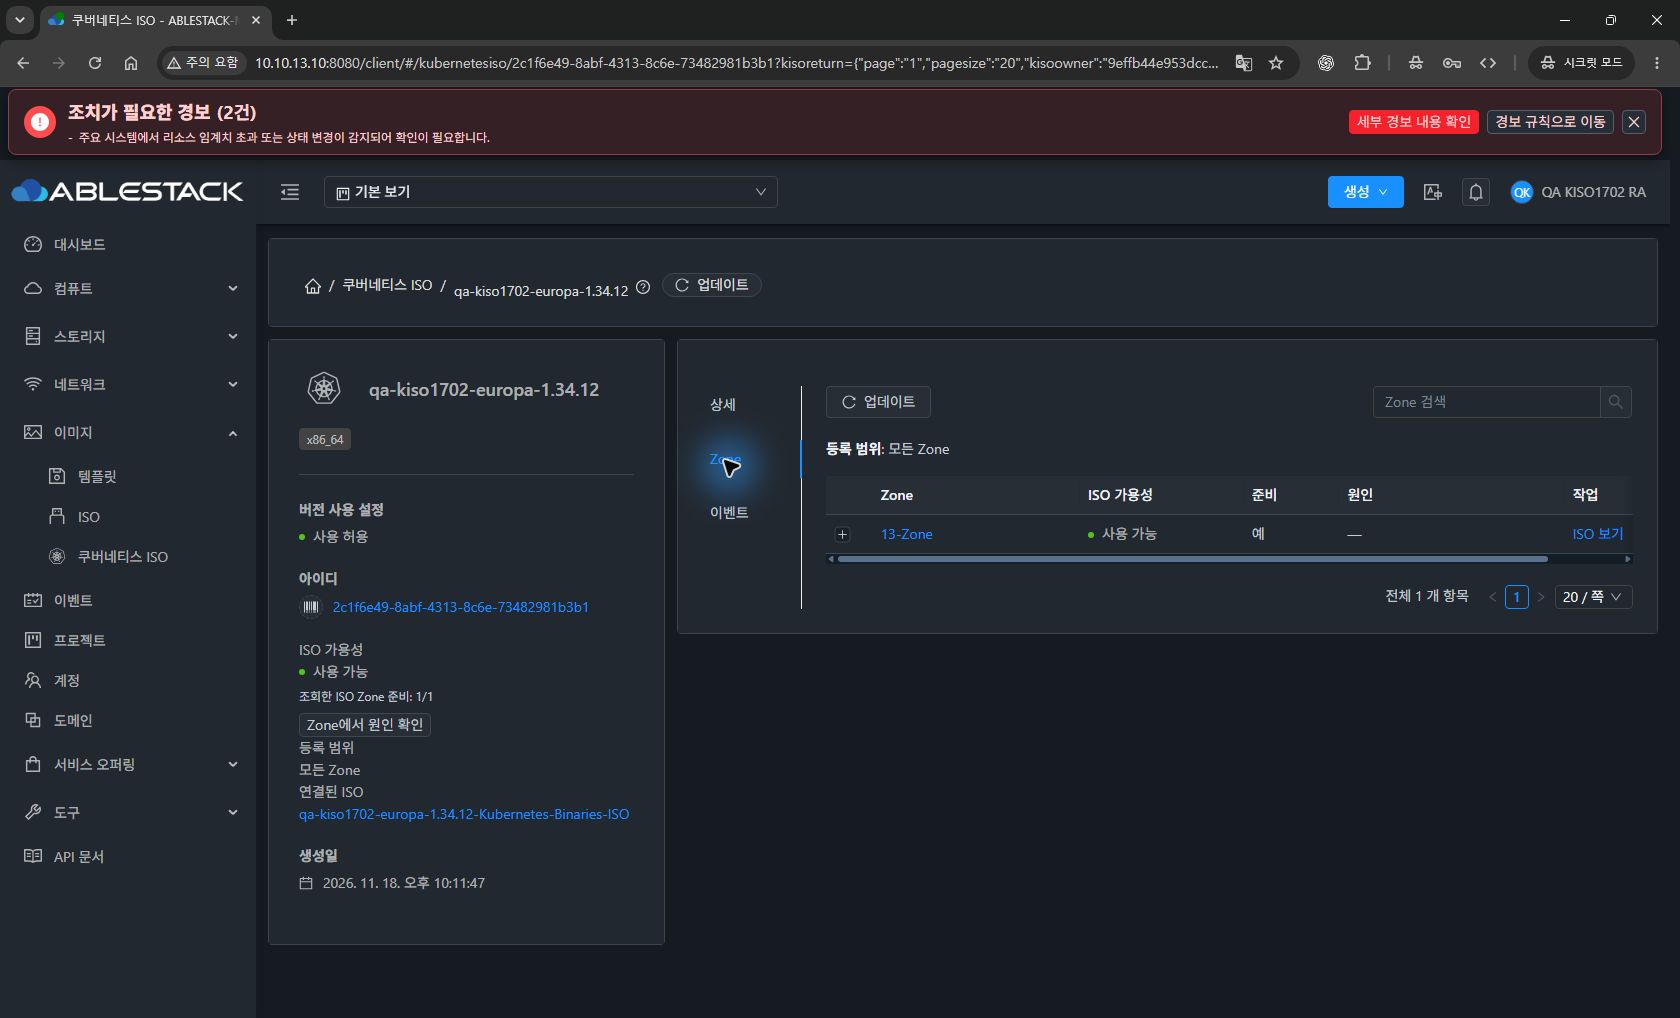 쿠버네티스 ISO - ABLESTACK-
주의 요함
10.10.13.10:8080/client/#/kubernetesiso/2c1f6e49-8abf-4313-8c6e-73482981b3b1?kisoreturn={"page":"1","pagesize":"20","kisoowner":"9effb44e953dcc...
시크릿 모드
조치가 필요한 경보 (2건)
- 주요 시스템에서 리소스 임계치 초과 또는 상태 변경이 감지되어 확인이 필요합니다.
세부 경보 내용 확인
경보 규칙으로 이동
ABLESTACK
기본 보기
생성
QK
QA KISO1702 RA
대시보드
컴퓨트
스토리지
네트워크
이미지
템플릿
ISO
쿠버네티스 ISO
이벤트
프로젝트
계정
도메인
서비스 오퍼링
도구
API 문서
/ 쿠버네티스 ISO / qa-kiso1702-europa-1.34.12
업데이트
qa-kiso1702-europa-1.34.12
x86_64
버전 사용 설정
사용 허용
아이디
2c1f6e49-8abf-4313-8c6e-73482981b3b1
ISO 가용성
사용 가능
조회한 ISO Zone 준비: 1/1
Zone에서 원인 확인
등록 범위
모든 Zone
연결된 ISO
qa-kiso1702-europa-1.34.12-Kubernetes-Binaries-ISO
생성일
2026. 11. 18. 오후 10:11:47
상세
Zone
이벤트
업데이트
Zone 검색
등록 범위: 모든 Zone
Zone ISO 가용성 준비 원인 작업
13-Zone 사용 가능 예 — ISO 보기
전체 1 개 항목 < 1 > 20 / 쪽